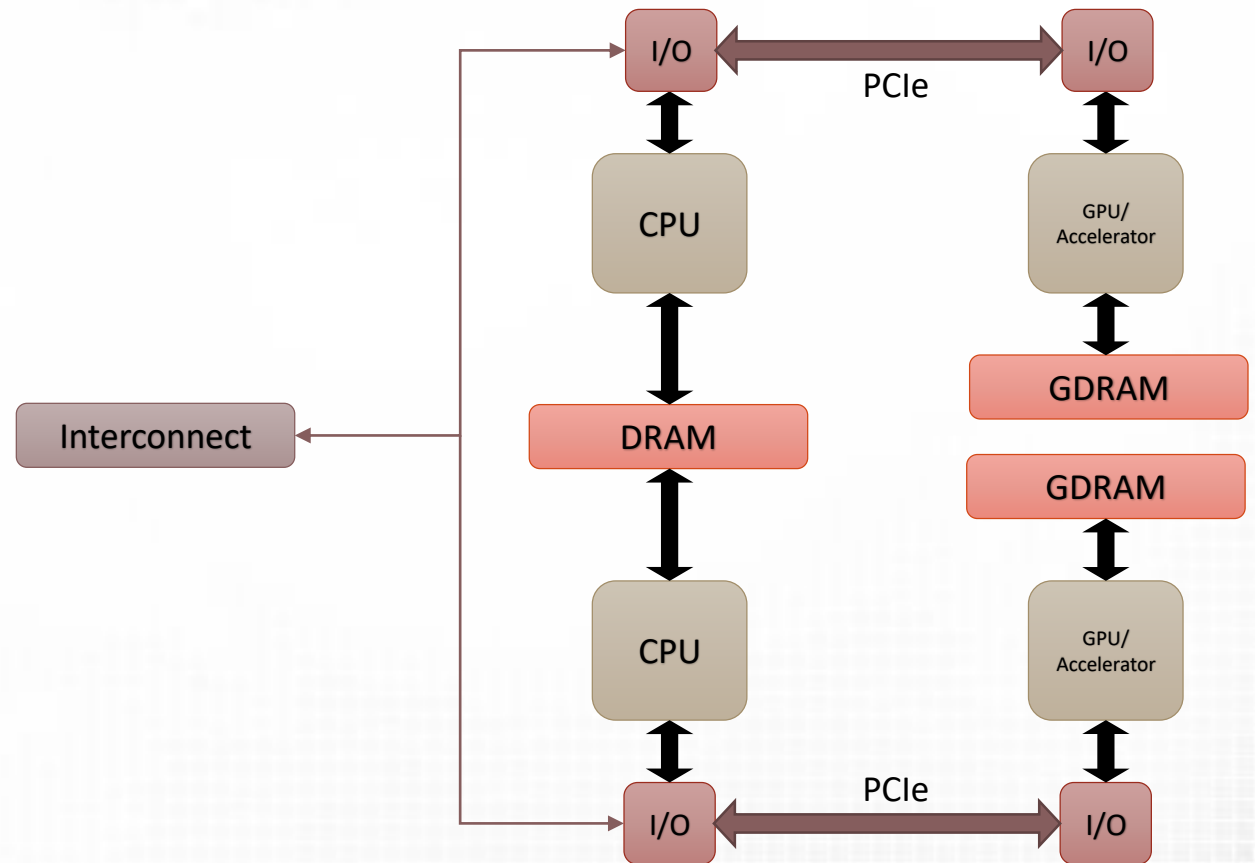 I/O
PCIe
I/O
CPU
GPU/
Accelerator
GDRAM
Interconnect
DRAM
GDRAM
CPU
GPU/
Accelerator
I/O
PCIe
I/O